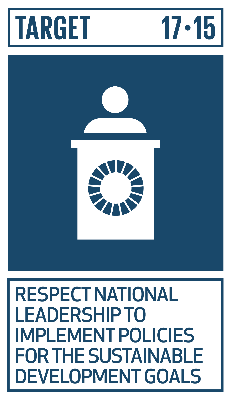 TARGET 17·15
RESPECT NATIONAL
LEADERSHIP TO
IMPLEMENT POLICIES
FOR THE SUSTAINABLE
DEVELOPMENT GOALS